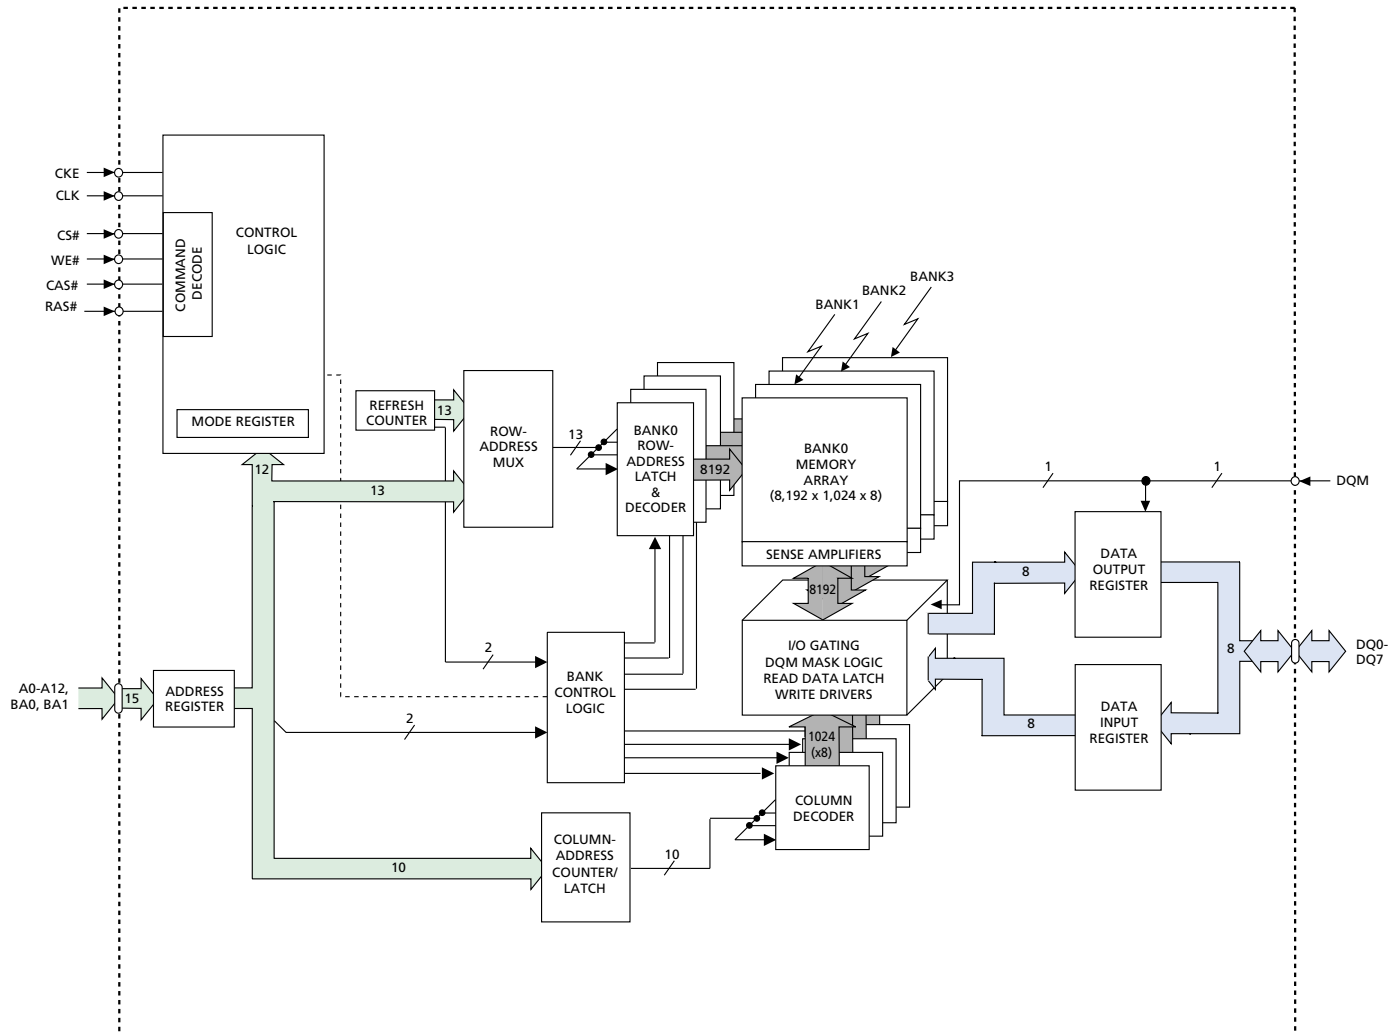 CKE
CLK
CS#
WE#
CAS#
RAS#
COMMAND
DECODE
CONTROL
LOGIC
MODE REGISTER
12
REFRESH
COUNTER
13
13
ROW-
ADDRESS
MUX
13
BANK0
ROW-
ADDRESS
LATCH
&
DECODER
8192
BANK1
BANK2
BANK3
BANK0
MEMORY
ARRAY
(8,192 x 1,024 x 8)
SENSE AMPLIFIERS
8192
I/O GATING
DQM MASK LOGIC
READ DATA LATCH
WRITE DRIVERS
1
1
DQM
DATA
OUTPUT
REGISTER
8
8
DQ0-
DQ7
DATA
INPUT
REGISTER
8
A0-A12,
BA0, BA1
15
ADDRESS
REGISTER
2
2
BANK
CONTROL
LOGIC
1024
(x8)
COLUMN
DECODER
10
COLUMN-
ADDRESS
COUNTER/
LATCH
10